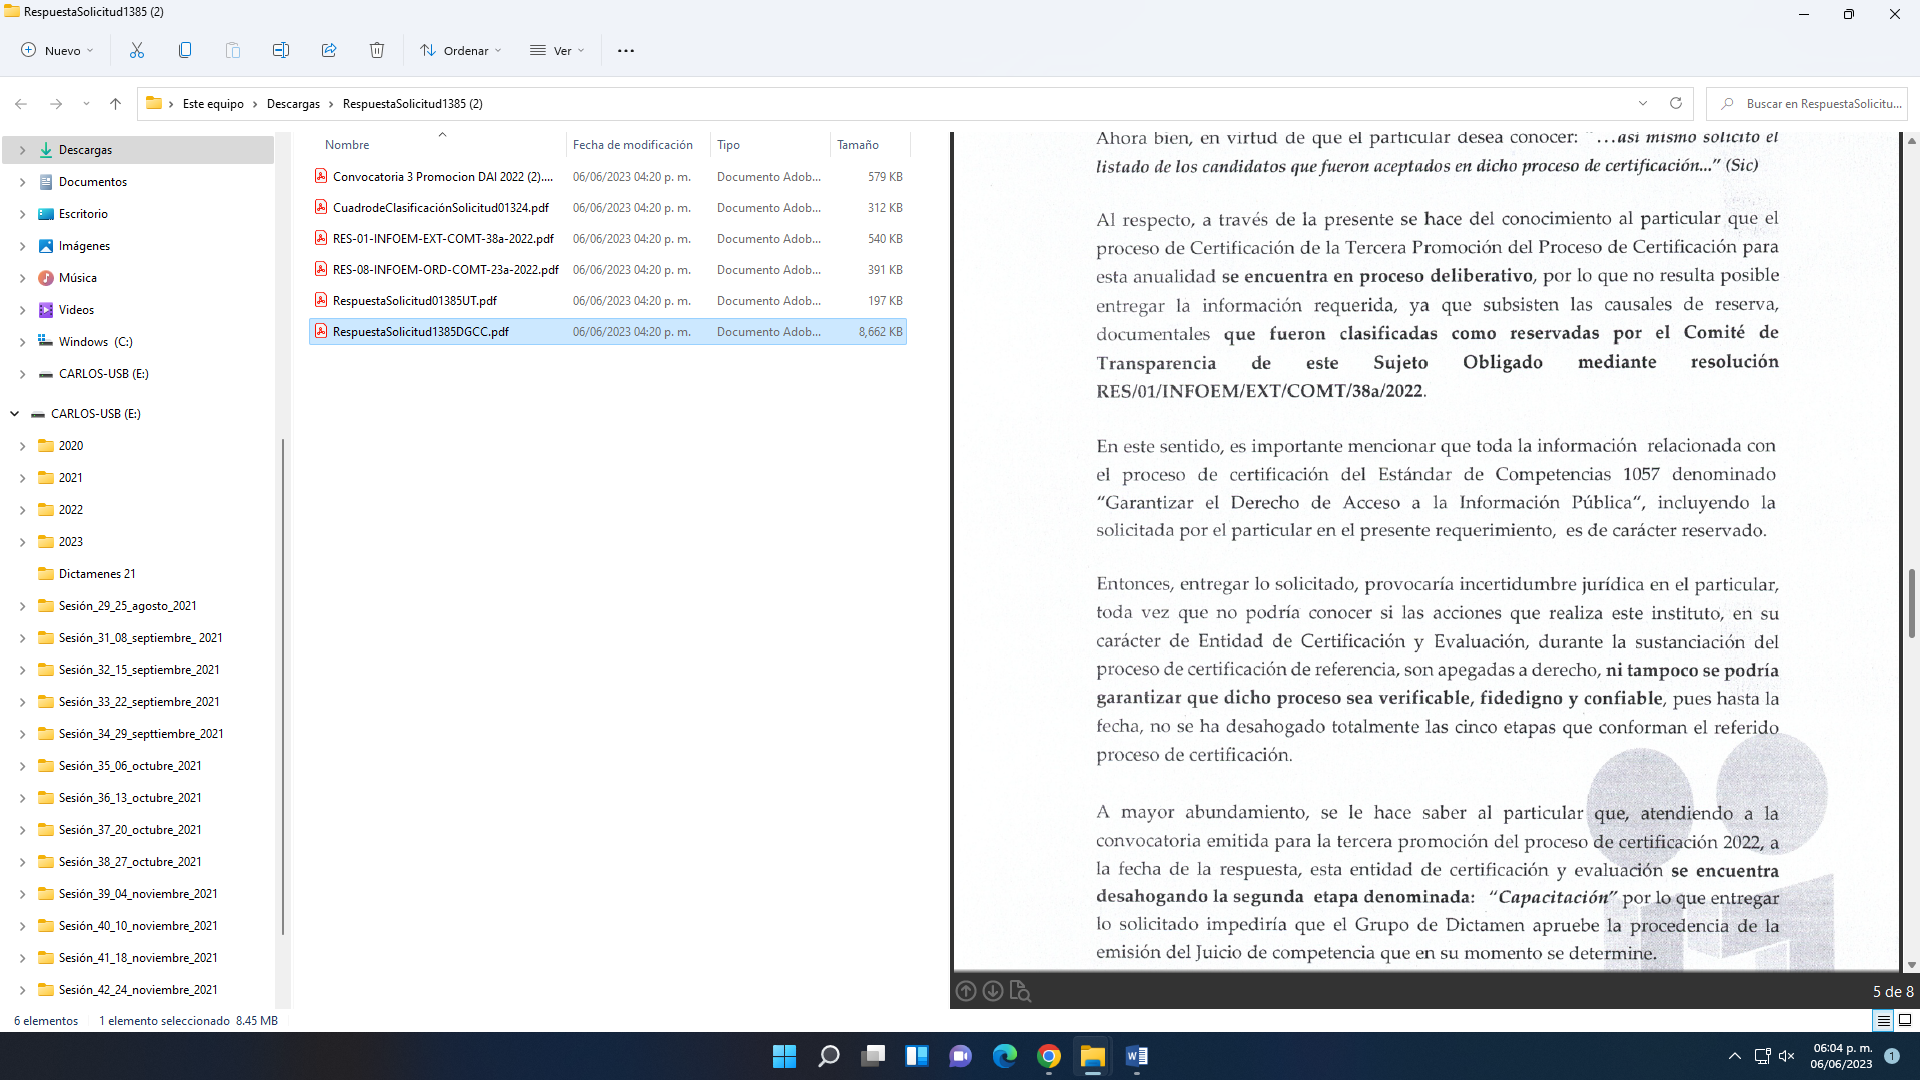 RespuestaSolicitud1385 (2)
Nuevo
Ordenar
Ver
Este equipo > Descargas > RespuestaSolicitud1385 (2)
Buscar en RespuestaSolicitu...
Descargas
Documentos
Escritorio
Imágenes
Música
Videos
Windows (C:)
CARLOS-USB (E:)
CARLOS-USB (E:)
2020
2021
2022
2023
Dictamenes 21
Sesión_29_25_agosto_2021
Sesión_31_08_septiembre_ 2021
Sesión_32_15_septiembre_2021
Sesión_33_22_septiembre_2021
Sesión_34_29_septtiembre_2021
Sesión_35_06_octubre_2021
Sesión_36_13_octubre_2021
Sesión_37_20_octubre_2021
Sesión_38_27_octubre_2021
Sesión_39_04_noviembre_2021
Sesión_40_10_noviembre_2021
Sesión_41_18_noviembre_2021
Sesión_42_24_noviembre_2021
Nombre Fecha de modificación Tipo Tamaño
Convocatoria 3 Promocion DAI 2022 (2).... 06/06/2023 04:20 p. m. Documento Adob... 579 KB
CuadrodeClasificaciónSolicitud01324.pdf 06/06/2023 04:20 p. m. Documento Adob... 312 KB
RES-01-INFOEM-EXT-COMT-38a-2022.pdf 06/06/2023 04:20 p. m. Documento Adob... 540 KB
RES-08-INFOEM-ORD-COMT-23a-2022.pdf 06/06/2023 04:20 p. m. Documento Adob... 391 KB
RespuestaSolicitud01385UT.pdf 06/06/2023 04:20 p. m. Documento Adob... 197 KB
RespuestaSolicitud1385DGCC.pdf 06/06/2023 04:20 p. m. Documento Adob... 8,662 KB
Ahora bien, en virtud de que el particular desea conocer: "…así mismo solicito el
listado de los candidatos que fueron aceptados en dicho proceso de certificación..." (Sic)
Al respecto, a través de la presente se hace del conocimiento al particular que el
proceso de Certificación de la Tercera Promoción del Proceso de Certificación para
esta anualidad se encuentra en proceso deliberativo, por lo que no resulta posible
entregar la información requerida, ya que subsisten las causales de reserva,
documentales que fueron clasificadas como reservadas por el Comité de
Transparencia de este Sujeto Obligado mediante resolución
RES/01/INFOEM/EXT/COMT/38a/2022.
En este sentido, es importante mencionar que toda la información relacionada con
el proceso de certificación del Estándar de Competencias 1057 denominado
"Garantizar el Derecho de Acceso a la Información Pública", incluyendo la
solicitada por el particular en el presente requerimiento, es de carácter reservado.
Entonces, entregar lo solicitado, provocaría incertidumbre jurídica en el particular,
toda vez que no podría conocer si las acciones que realiza este instituto, en su
carácter de Entidad de Certificación y Evaluación, durante la sustanciación del
proceso de certificación de referencia, son apegadas a derecho, ni tampoco se podría
garantizar que dicho proceso sea verificable, fidedigno y confiable, pues hasta la
fecha, no se ha desahogado totalmente las cinco etapas que conforman el referido
proceso de certificación.
A mayor abundamiento, se le hace saber al particular que, atendiendo a la
convocatoria emitida para la tercera promoción del proceso de certificación 2022, a
la fecha de la respuesta, esta entidad de certificación y evaluación se encuentra
desahogando la segunda etapa denominada: "Capacitación" por lo que entregar
lo solicitado impediría que el Grupo de Dictamen apruebe la procedencia de la
emisión del Juicio de competencia que en su momento se determine.
5 de 8
6 elementos 1 elemento seleccionado 8.45 MB
06:04 p. m.
06/06/2023
1